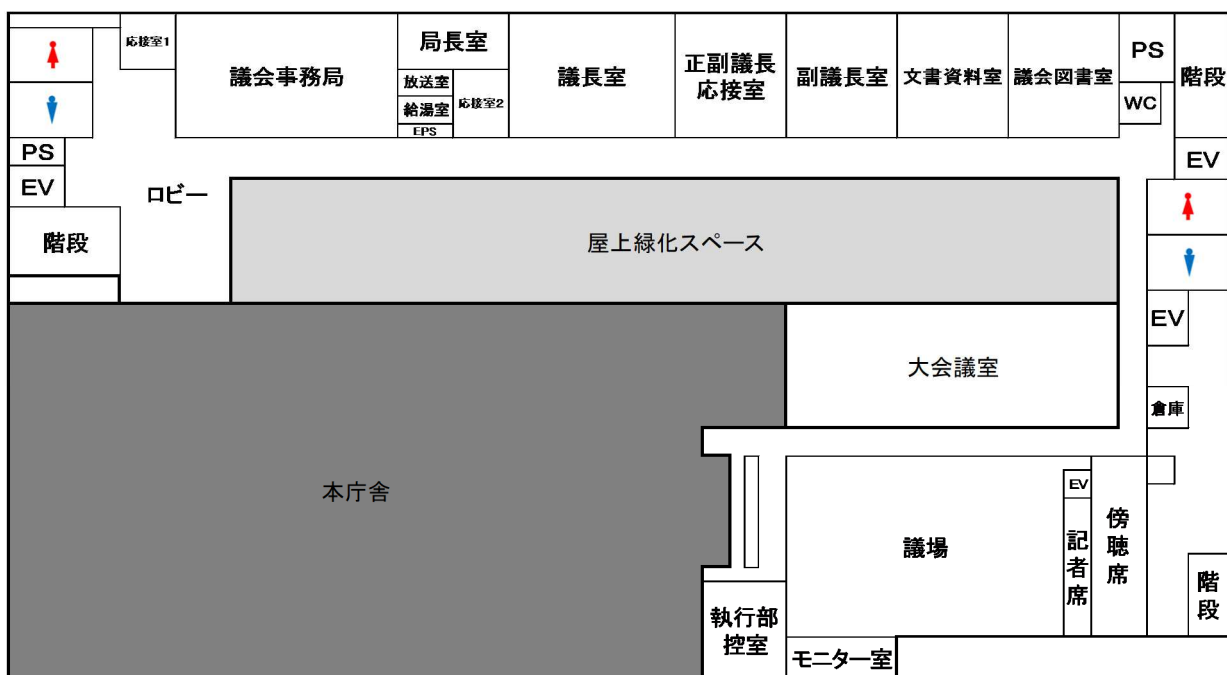 応接室1
議会事務局
局長室
放送室
給湯室
EPS
応接室2
議長室
正副議長
応接室
副議長室
文書資料室
議会図書室
PS
WC
階段
EV
PS
EV
階段
ロビー
屋上緑化スペース
EV
大会議室
倉庫
本庁舎
議場
EV
記者席
傍聴席
階段
執行部
控室
モニター室